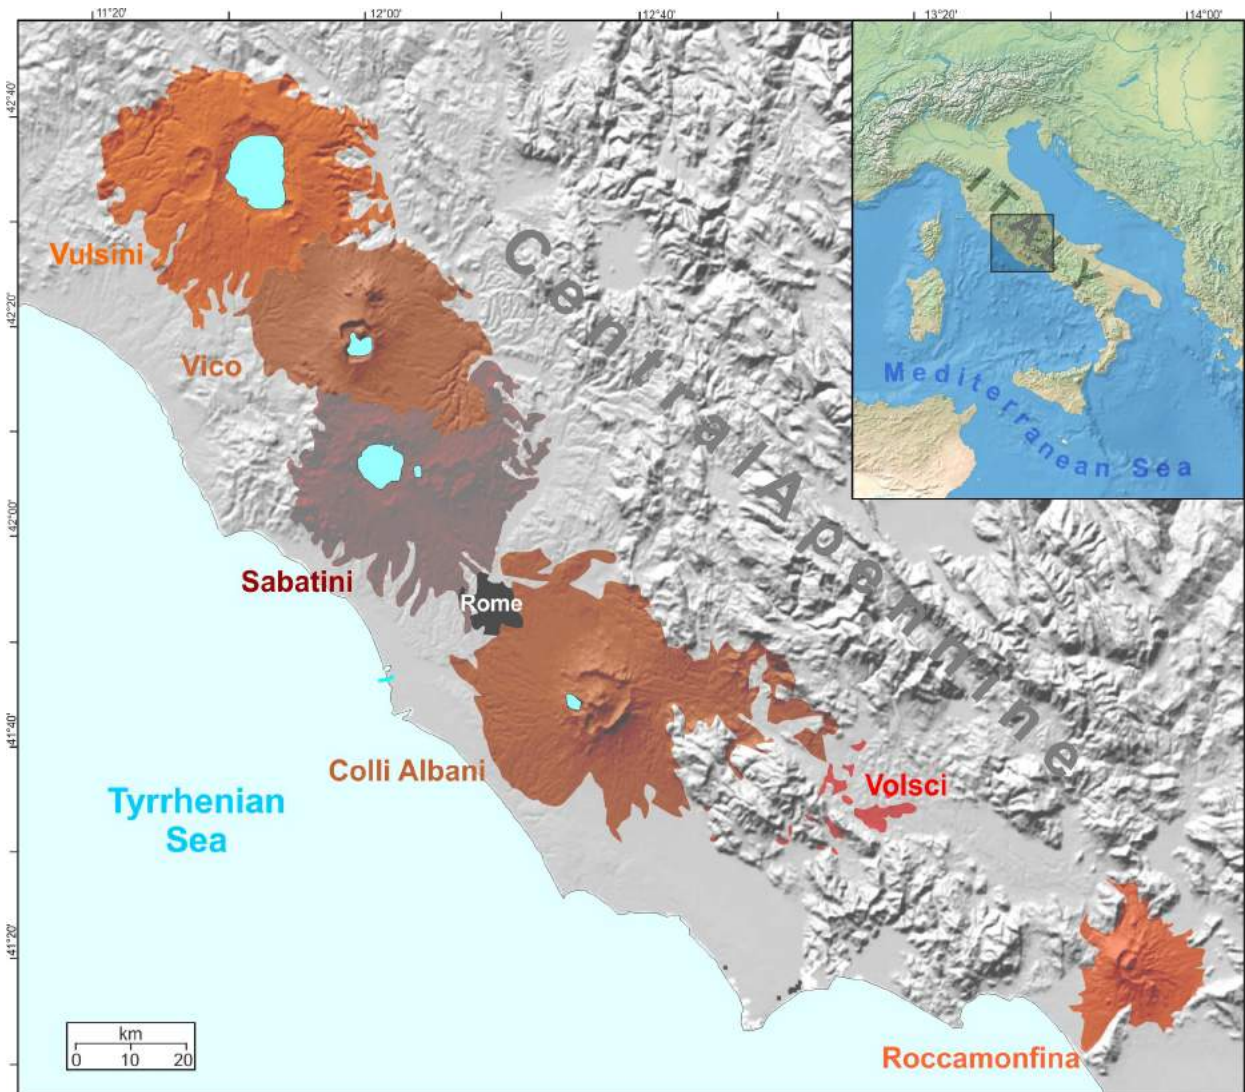 11°20'
12°00'
12°40'
13°20'
14°00'
42°40'
42°20'
42°00'
41°40'
41°20'
ITALY
Mediterranean Sea
Central Apennine
Vulsini
Vico
Sabatini
Rome
Colli Albani
Volsci
Tyrrhenian
Sea
Roccamonfina
km
0 10 20